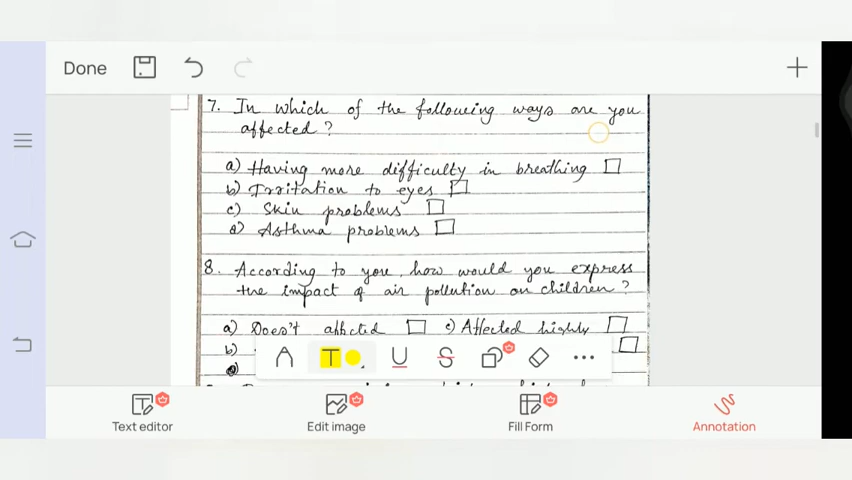 Done
7. In which of the following ways are you
affected?
a) Having more difficulty in breathing
b) Irritation to eyes
c) Skin problems
d) Asthma problems
8. According to you, how would you express
the impact of air pollution on children?
a) Doesn't affected c) Affected highly
b)
T U S
Text editor Edit image Fill Form Annotation